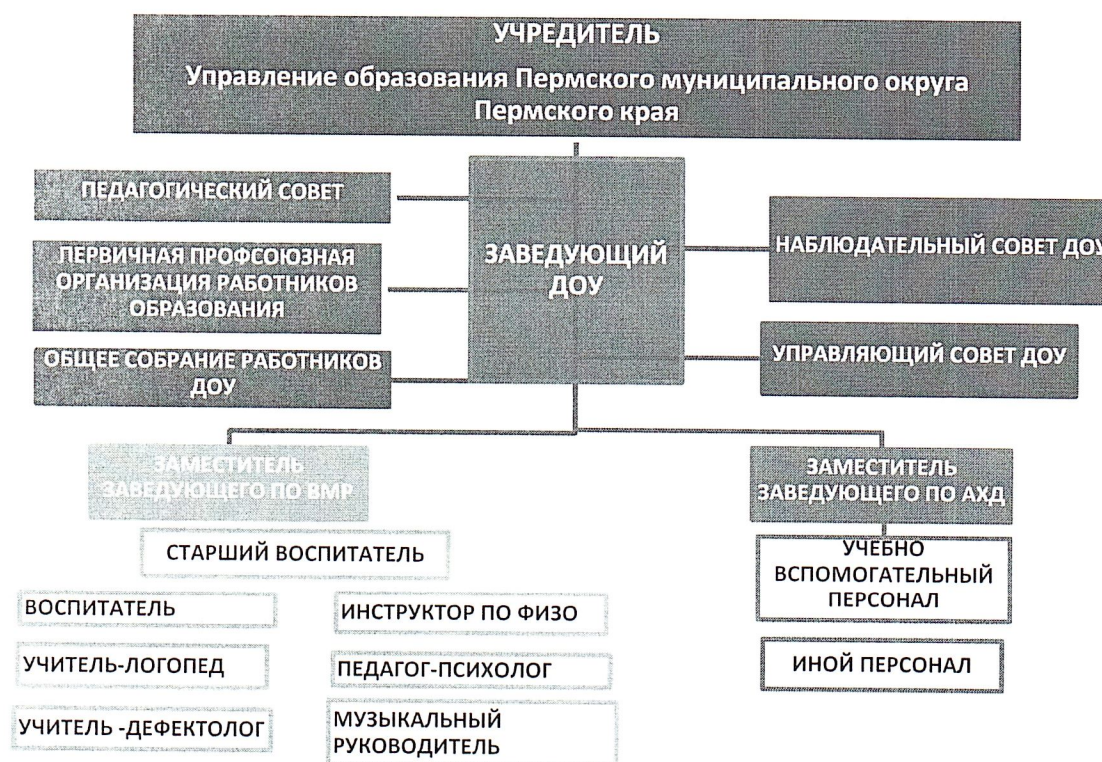 УЧРЕДИТЕЛЬ
Управление образования Пермского муниципального округа
Пермского края
ПЕДАГОГИЧЕСКИЙ СОВЕТ
ПЕРВИЧНАЯ ПРОФСОЮЗНАЯ
ОРГАНИЗАЦИЯ РАБОТНИКОВ
ОБРАЗОВАНИЯ
ОБЩЕЕ СОБРАНИЕ РАБОТНИКОВ
ДОУ
ЗАВЕДУЮЩИЙ
ДОУ
НАБЛЮДАТЕЛЬНЫЙ СОВЕТ ДОУ
УПРАВЛЯЮЩИЙ СОВЕТ ДОУ
ЗАМЕСТИТЕЛЬ
ЗАВЕДУЮЩЕГО ПО ВМР
СТАРШИЙ ВОСПИТАТЕЛЬ
ВОСПИТАТЕЛЬ
ИНСТРУКТОР ПО ФИЗО
УЧИТЕЛЬ-ЛОГОПЕД
ПЕДАГОГ-ПСИХОЛОГ
УЧИТЕЛЬ -ДЕФЕКТОЛОГ
МУЗЫКАЛЬНЫЙ
РУКОВОДИТЕЛЬ
ЗАМЕСТИТЕЛЬ
ЗАВЕДУЮЩЕГО ПО АХД
УЧЕБНО
ВСПОМОГАТЕЛЬНЫЙ
ПЕРСОНАЛ
ИНОЙ ПЕРСОНАЛ